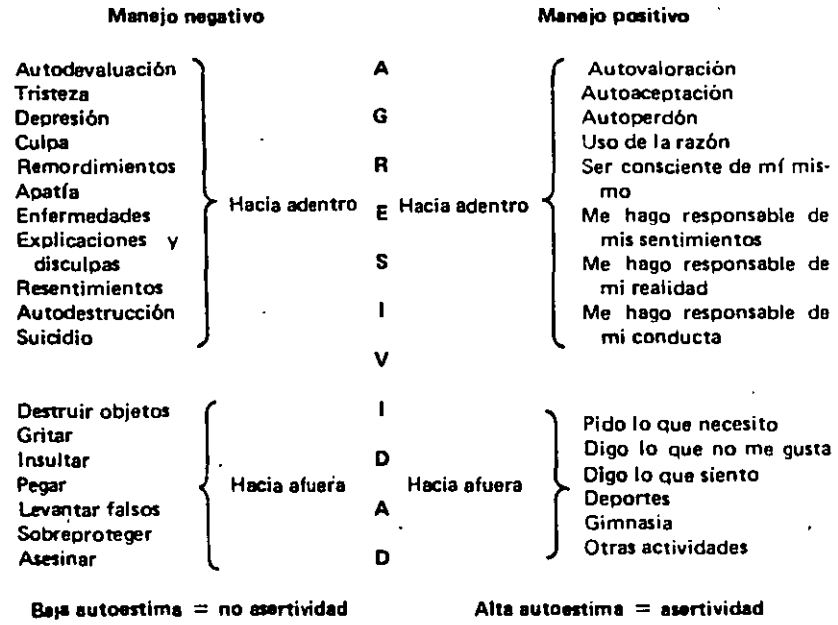 Manejo negativo
Manejo positivo
Autodevaluación
Tristeza
Depresión
Culpa
Remordimientos
Apatía
Enfermedades
Explicaciones y
disculpas
Resentimientos
Autodestrucción
Suicidio
Hacia adentro
Destruir objetos
Gritar
Insultar
Pegar
Levantar falsos
Sobreproteger
Asesinar
Hacia afuera
A
G
R
E
S
I
V
I
D
A
D
Hacia adentro
Autovaloración
Autoaceptación
Autoperdón
Uso de la razón
Ser consciente de mí mis-
mo
Me hago responsable de
mis sentimientos
Me hago responsable de
mi realidad
Me hago responsable de
mi conducta
Hacia afuera
Pido lo que necesito
Digo lo que no me gusta
Digo lo que siento
Deportes
Gimnasia
Otras actividades
Baja autoestima = no asertividad
Alta autoestima = asertividad